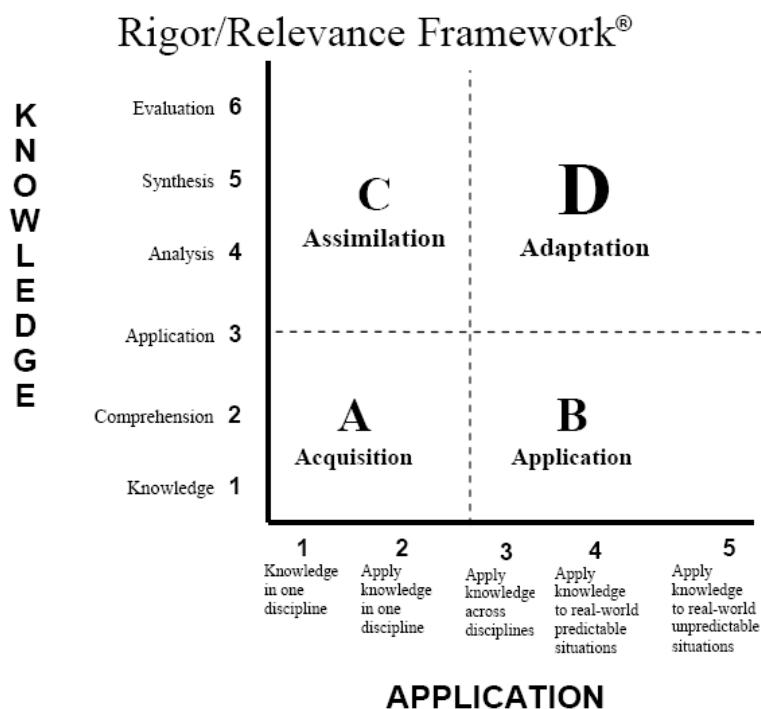 Rigor/Relevance Framework®
KNOWLEDGE
Evaluation 6
Synthesis 5
Analysis 4
Application 3
Comprehension 2
Knowledge 1
C
Assimilation
D
Adaptation
A
Acquisition
B
Application
1
Knowledge
in one
discipline
2
Apply
knowledge
in one
discipline
3
Apply
knowledge
across
disciplines
4
Apply
knowledge
to real-world
predictable
situations
5
Apply
knowledge
to real-world
unpredictable
situations
APPLICATION